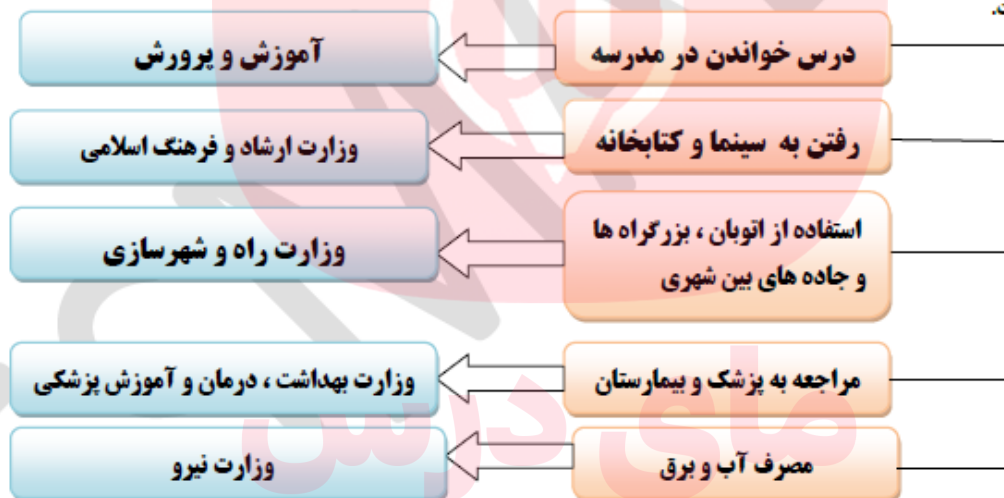 درس خواندن در مدرسه
آموزش و پرورش
رفتن به سینما و کتابخانه
وزارت ارشاد و فرهنگ اسلامی
استفاده از اتوبان ، بزرگراه ها
و جاده های بین شهری
وزارت راه و شهرسازی
مراجعه به پزشک و بیمارستان
وزارت بهداشت ، درمان و آموزش پزشکی
مصرف آب و برق
وزارت نیرو
مای درس